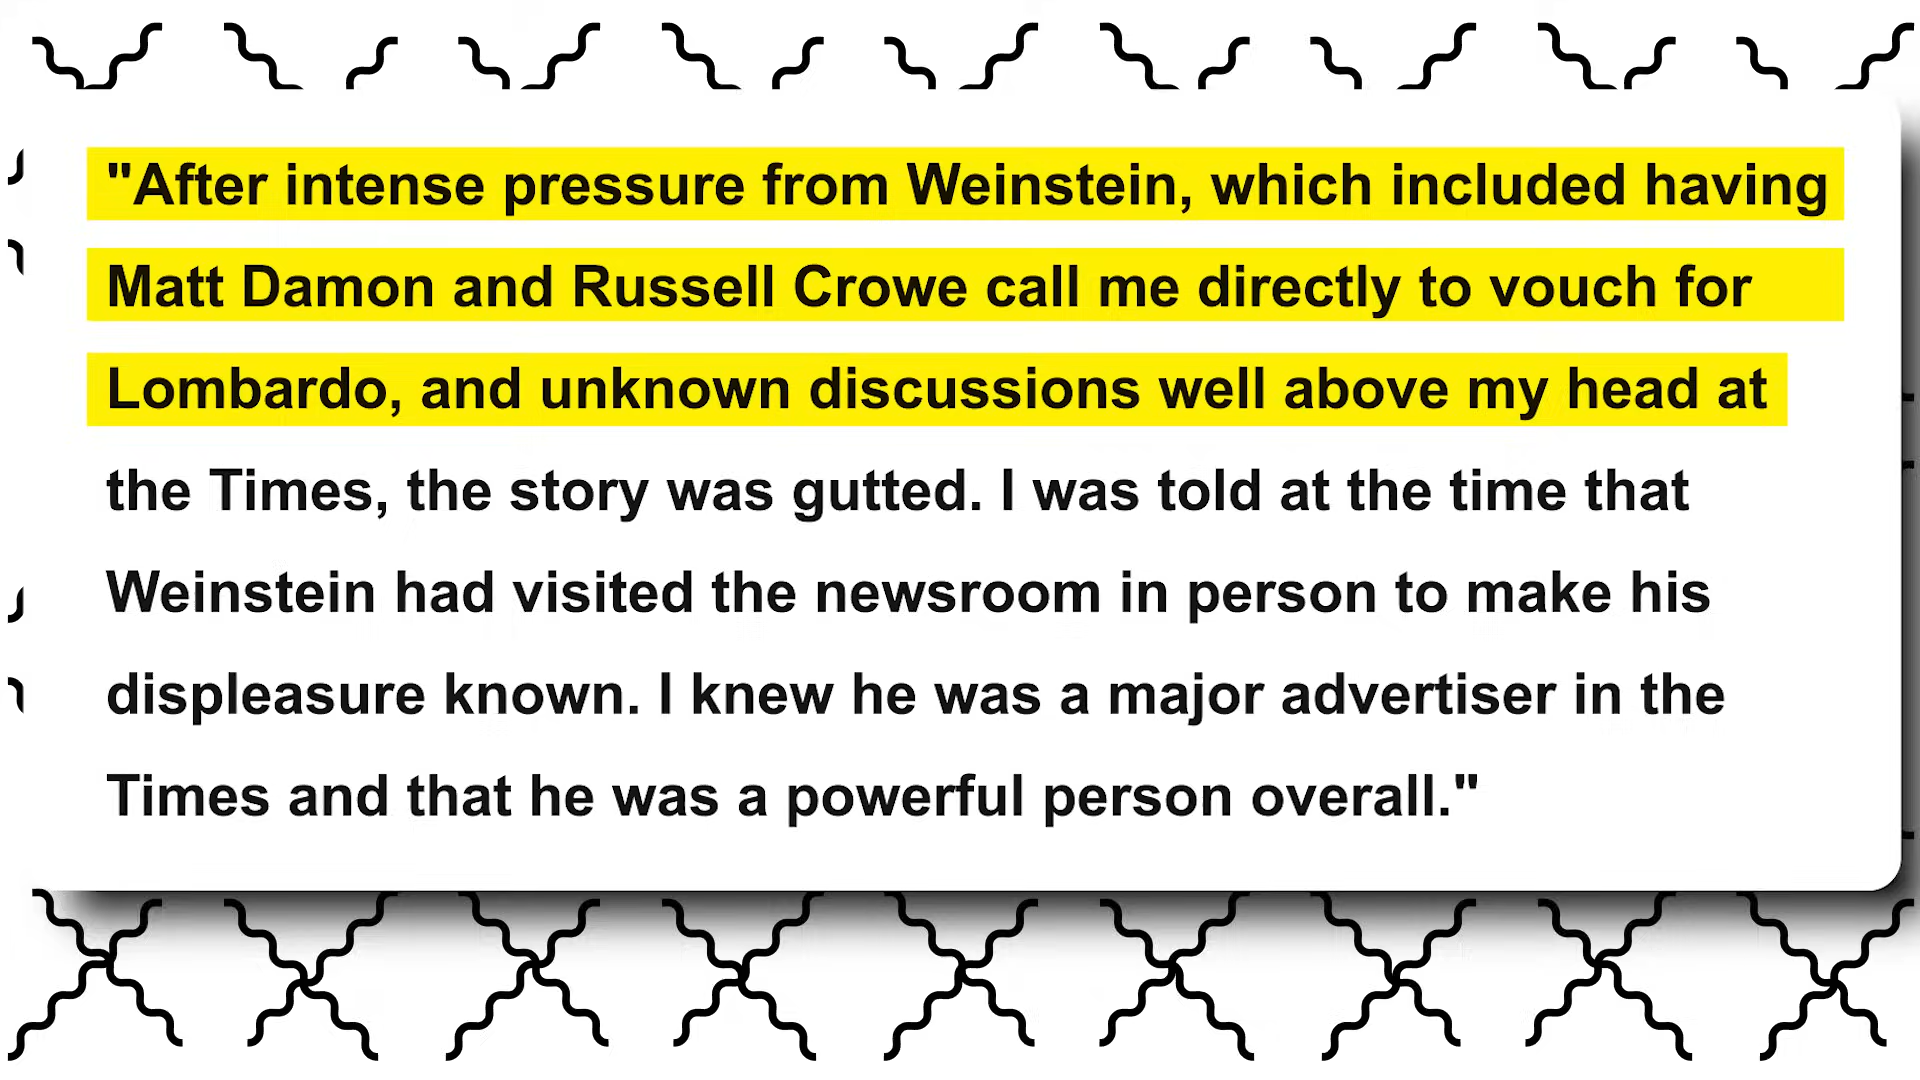 "After intense pressure from Weinstein, which included having
Matt Damon and Russell Crowe call me directly to vouch for
Lombardo, and unknown discussions well above my head at
the Times, the story was gutted. I was told at the time that
Weinstein had visited the newsroom in person to make his
displeasure known. I knew he was a major advertiser in the
Times and that he was a powerful person overall."